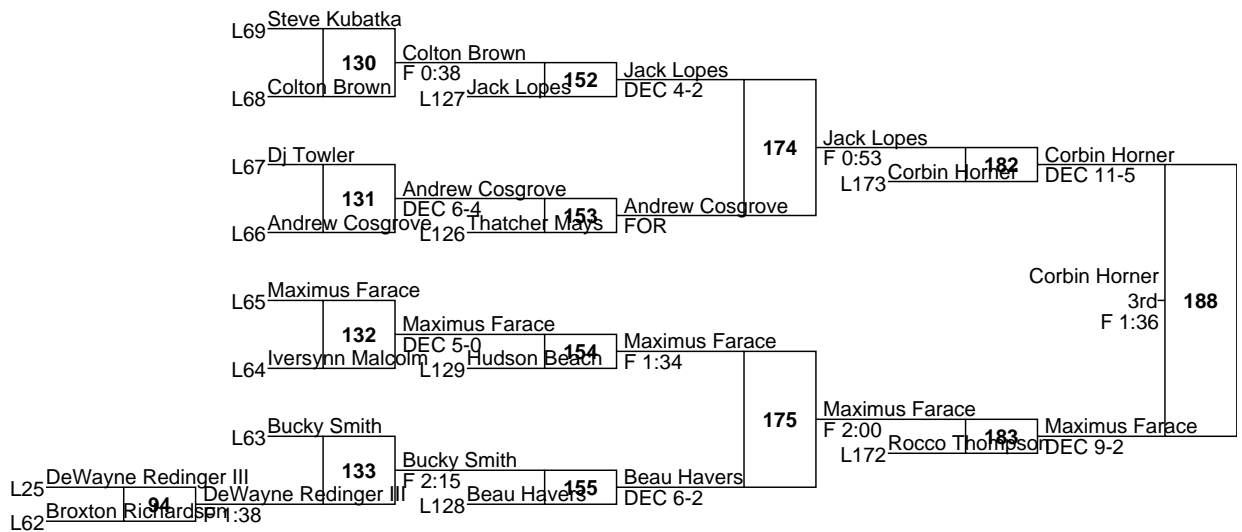 L69 Steve Kubatka
130
Colton Brown
F 0:38
L68 Colton Brown
L127 Jack Lopes
152
Jack Lopes
DEC 4-2
174
L67 Dj Towler
131
Andrew Cosgrove
DEC 6-4
L66 Andrew Cosgrove
L126 Thatcher Mays
153
Andrew Cosgrove
FOR
Jack Lopes
F 0:53
L173 Corbin Horner
182
Corbin Horner
DEC 11-5
L65 Maximus Farace
132
Maximus Farace
DEC 5-0
L64 Iversynn Malcolm
L129 Hudson Beach
154
Maximus Farace
F 1:34
175
L63 Bucky Smith
133
Bucky Smith
F 2:15
L25 DeWayne Redinger III
94
DeWayne Redinger III
F 1:38
L62 Broxton Richardson
L128 Beau Havers
155
Beau Havers
DEC 6-2
Maximus Farace
F 2:00
L172 Rocco Thompson
183
Maximus Farace
DEC 9-2
Corbin Horner
3rd
F 1:36
188